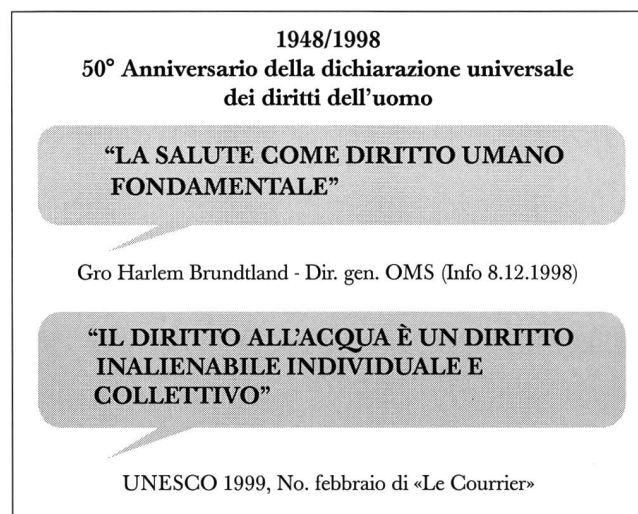 1948/1998
50° Anniversario della dichiarazione universale
dei diritti dell'uomo
“LA SALUTE COME DIRITTO UMANO
FONDAMENTALE”
Gro Harlem Brundtland - Dir. gen. OMS (Info 8.12.1998)
“IL DIRITTO ALL'ACQUA È UN DIRITTO
INALIENABILE INDIVIDUALE E
COLLETTIVO”
UNESCO 1999, No. febbraio di «Le Courrier»